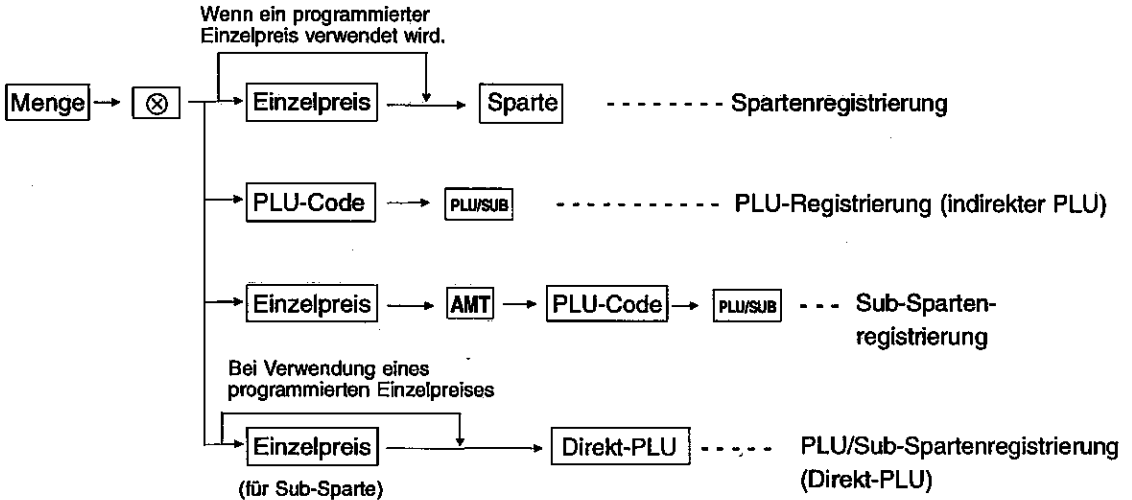 Wenn ein programmierter
Einzelpreis verwendet wird.
Menge ⊗ Einzelpreis Sparte - - - - - - - Spartenregistrierung
PLU-Code PLU/SUB - - - - - - - - - - PLU-Registrierung (indirekter PLU)
Einzelpreis AMT PLU-Code PLU/SUB - - - Sub-Sparten-
registrierung
Bei Verwendung eines
programmierten Einzelpreises
Einzelpreis Direkt-PLU - - - - - PLU/Sub-Spartenregistrierung
(für Sub-Sparte) (Direkt-PLU)